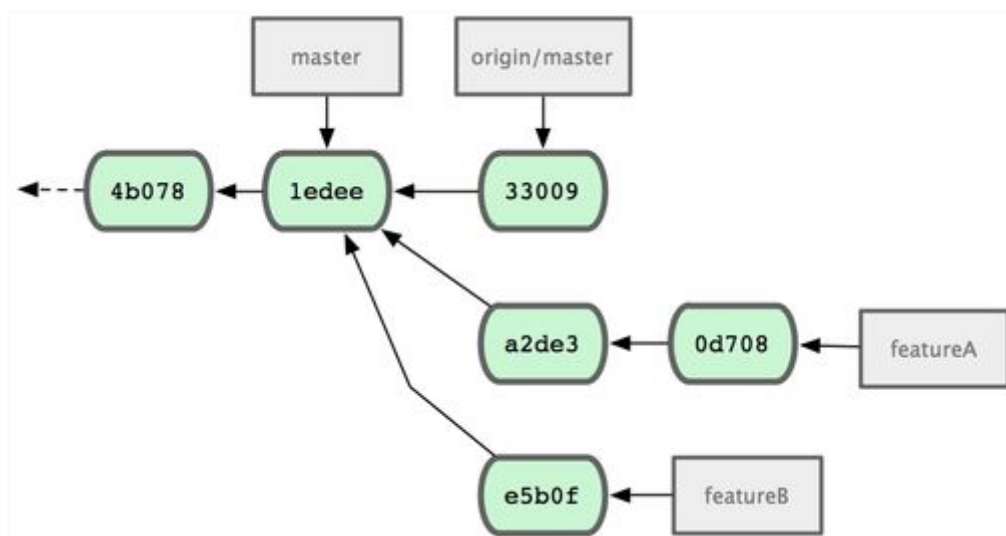 master
origin/master
4b078
1edee
33009
a2de3
0d708
featureA
e5b0f
featureB